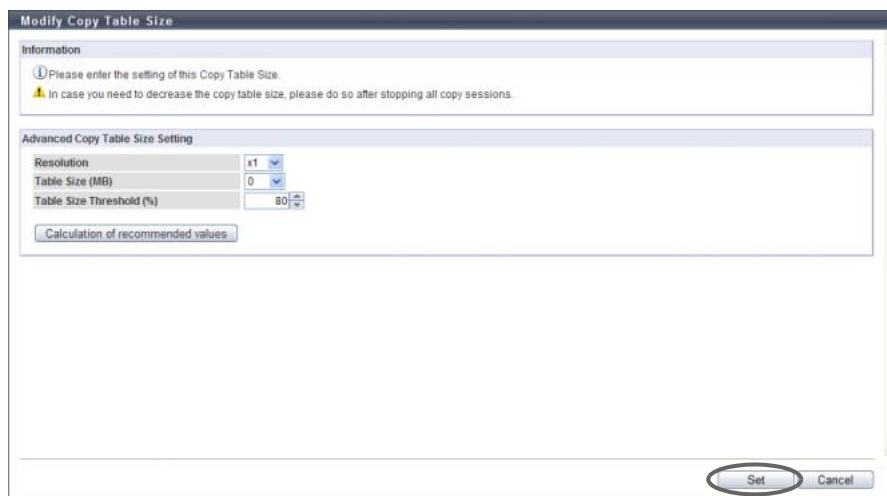 Modify Copy Table Size
Information
Please enter the setting of this Copy Table Size.
In case you need to decrease the copy table size, please do so after stopping all copy sessions.
Advanced Copy Table Size Setting
Resolution x1
Table Size (MB) 0
Table Size Threshold (%) 80
Calculation of recommended values
Set Cancel